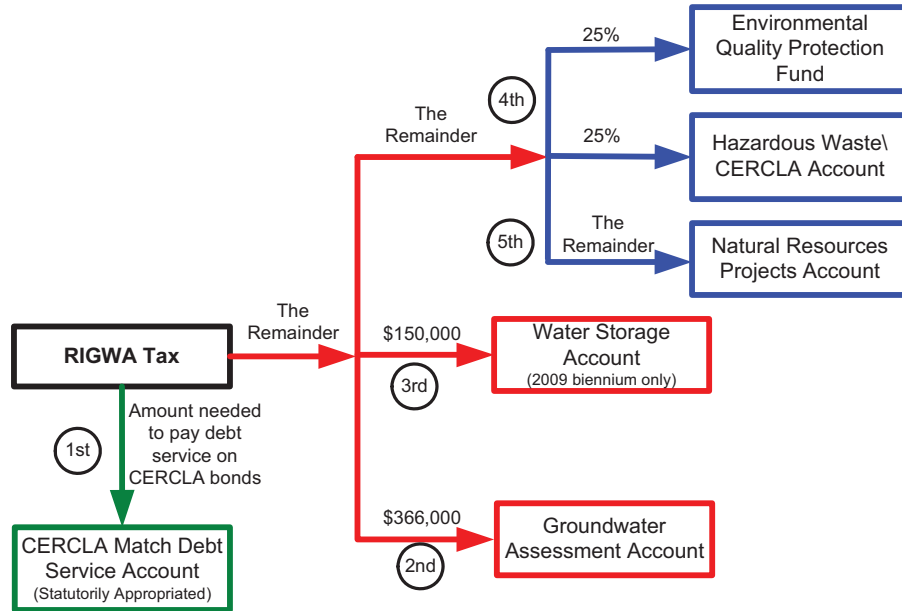 25%
Environmental
Quality Protection
Fund
4th
The
Remainder
25%
Hazardous Waste\
CERCLA Account
5th
The
Remainder
Natural Resources
Projects Account
The
Remainder
RIGWA Tax
$150,000
3rd
Water Storage
Account
(2009 biennium only)
1st
Amount needed
to pay debt
service on
CERCLA bonds
$366,000
2nd
Groundwater
Assessment Account
CERCLA Match Debt
Service Account
(Statutorily Appropriated)